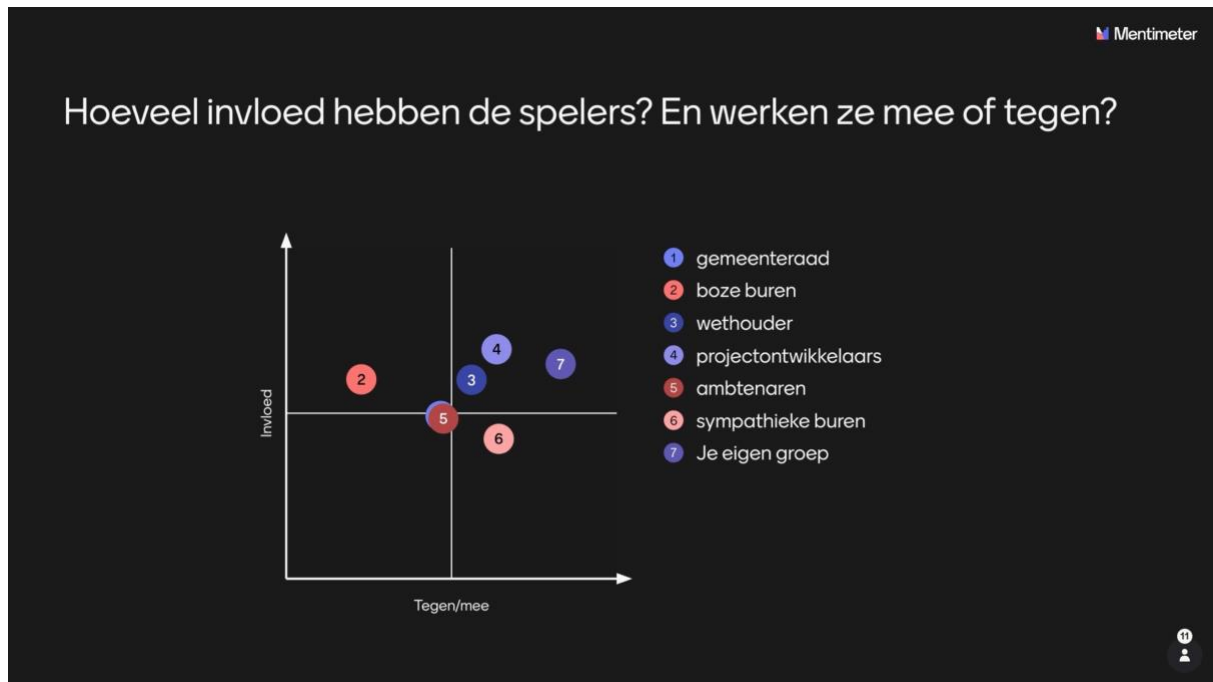 Mentimeter
Hoeveel invloed hebben de spelers? En werken ze mee of tegen?
1 gemeenteraad
2 boze buren
3 wethouder
4 projectontwikkelaars
5 ambtenaren
6 sympathieke buren
7 Je eigen groep
4
7
2
3
5
6
Invloed
Tegen/mee
11